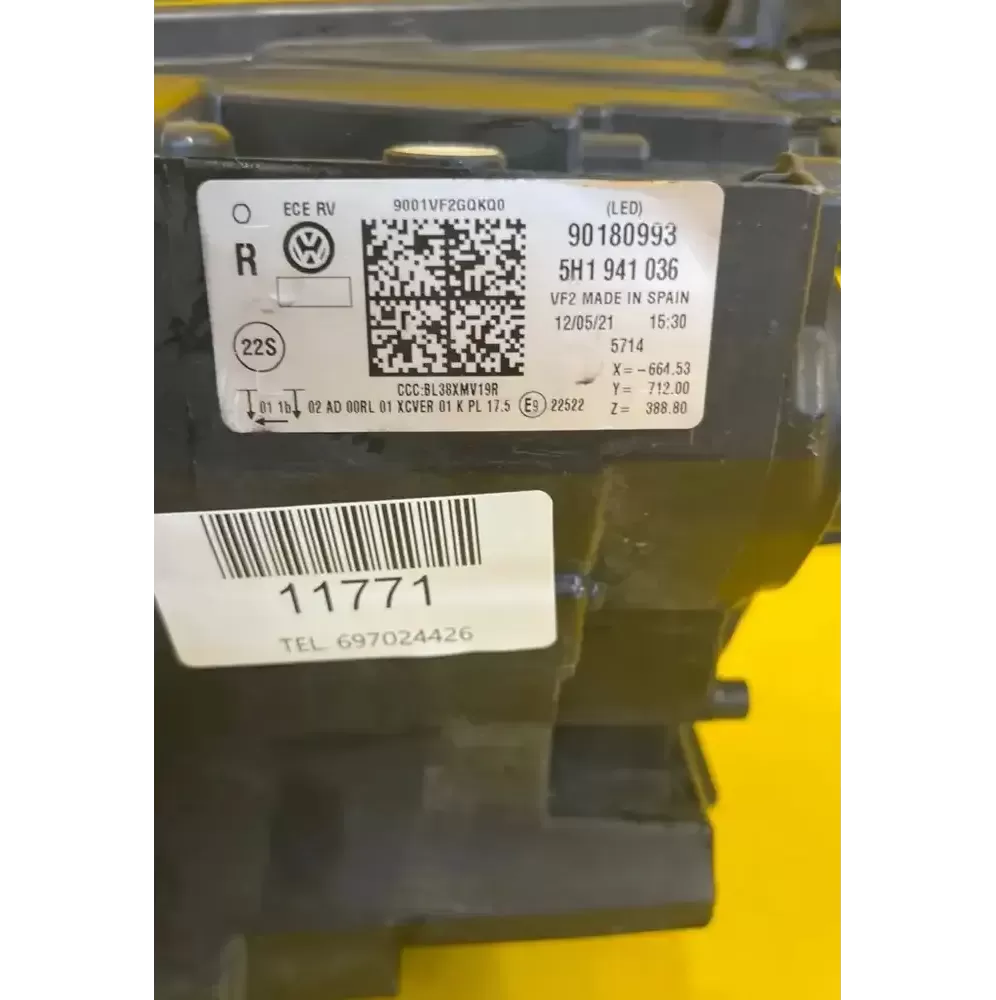 ECE RV
9001VF2GQKQ0
(LED)
R
90180993
5H1 941 036
VF2 MADE IN SPAIN
12/05/21 15:30
22S
5714
X= -664.53
CCC:BL38XMV19R
Y= 712.00
01 1b 02 AD 00RL 01 XCVER 01 K PL 17.5 E9 22522
Z= 388.80
11771
TEL. 697024426